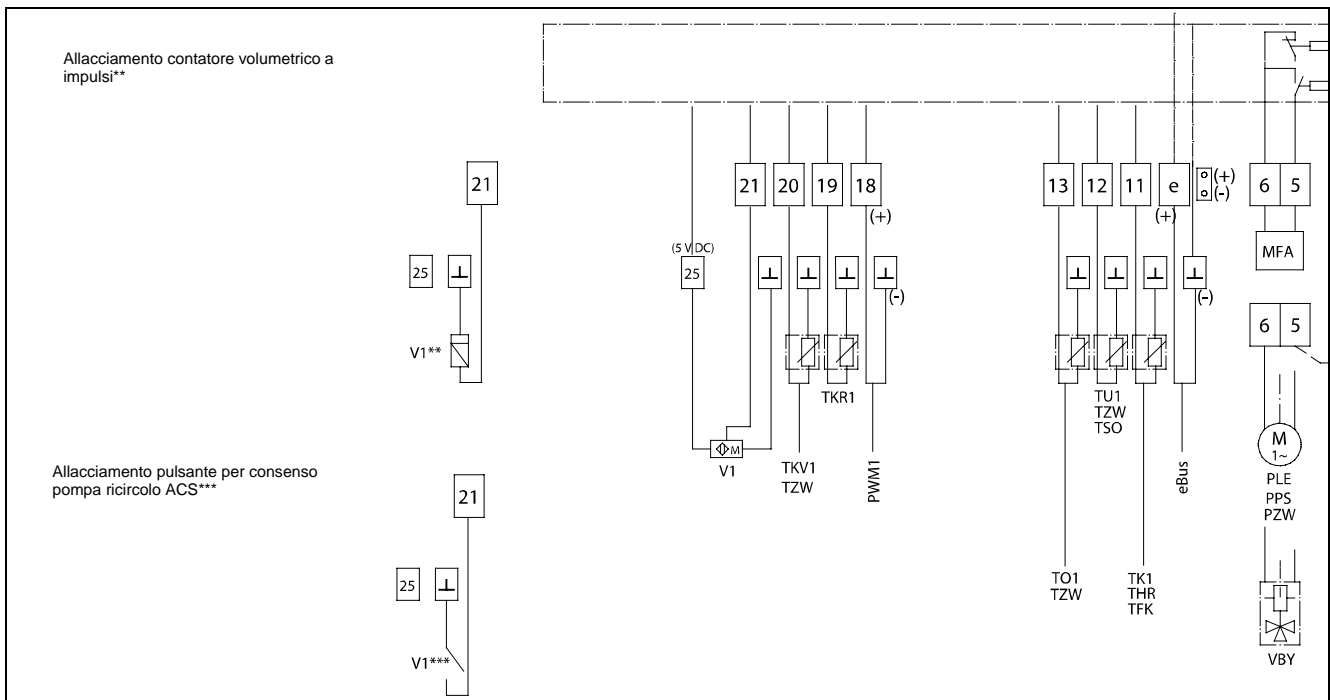 Allacciamento contatore volumetrico a
impulsi**
21
25 ⊥
V1**
Allacciamento pulsante per consenso
pompa ricircolo ACS***
21
25 ⊥
V1***
21 20 19 18
(+)
(5 V DC)
25 ⊥ ⊥ ⊥ ⊥
(-)
M
V1
TKV1
TZW
TKR1
PWM1
13 12 11 e
(+)
(+)
(-)
⊥ ⊥ ⊥ ⊥
(-)
TU1
TZW
TSO
eBus
TO1
TZW
TK1
THR
TFK
6 5
MFA
6 5
M
1~
PLE
PPS
PZW
VBY